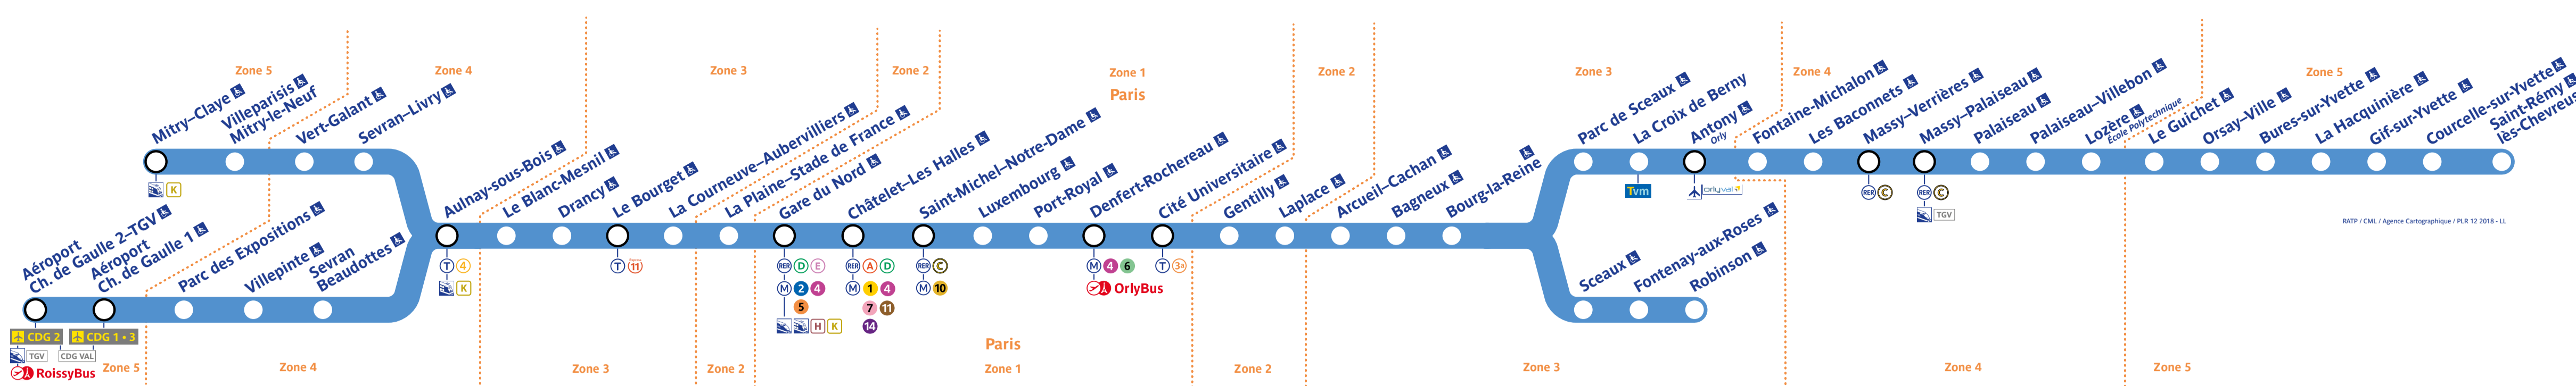 Zone 5
Zone 4
Zone 3
Zone 2
Zone 1
Paris
Zone 2
Zone 3
Zone 4
Zone 5
Mitry–Claye
Villeparisis
Mitry-le-Neuf
Vert-Galant
Sevran–Livry
K
Aéroport
Ch. de Gaulle 2–TGV
Aéroport
Ch. de Gaulle 1
Parc des Expositions
Villepinte
Sevran
Beaudottes
CDG 2
CDG 1 • 3
TGV
CDG VAL
RoissyBus
Aulnay-sous-Bois
T 4
K
Le Blanc-Mesnil
Drancy
Le Bourget
T 11
La Courneuve–Aubervilliers
La Plaine–Stade de France
Gare du Nord
RER D E
M 2 4
5
H K
Châtelet–Les Halles
RER A D
M 1 4
7 11
14
Saint-Michel–Notre-Dame
RER C
M 10
Luxembourg
Port-Royal
Denfert-Rochereau
M 4 6
OrlyBus
Cité Universitaire
T 3a
Gentilly
Laplace
Arcueil–Cachan
Bagneux
Bourg-la-Reine
Parc de Sceaux
La Croix de Berny
Tvm
Antony
Orly
orlyval
Fontaine-Michalon
Les Baconnets
Massy–Verrières
RER C
Massy–Palaiseau
RER C
TGV
Palaiseau
Palaiseau–Villebon
Lozère
École Polytechnique
Le Guichet
Orsay–Ville
Bures-sur-Yvette
La Hacquinière
Gif-sur-Yvette
Courcelle-sur-Yvette
Saint-Rémy
lès-Chevreuse
Sceaux
Fontenay-aux-Roses
Robinson
RATP / CML / Agence Cartographique / PLR 12 2018 - LL
Zone 5
Zone 4
Zone 3
Zone 2
Paris
Zone 1
Zone 2
Zone 3
Zone 4
Zone 5